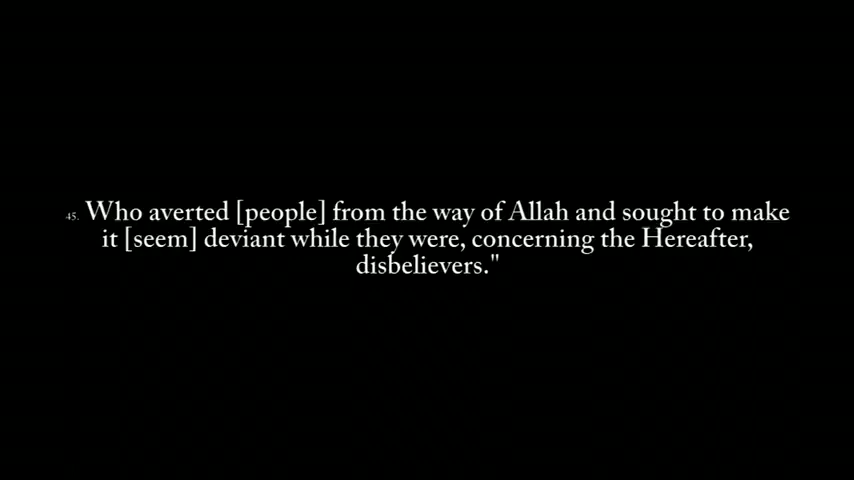 45. Who averted [people] from the way of Allah and sought to make
it [seem] deviant while they were, concerning the Hereafter,
disbelievers."